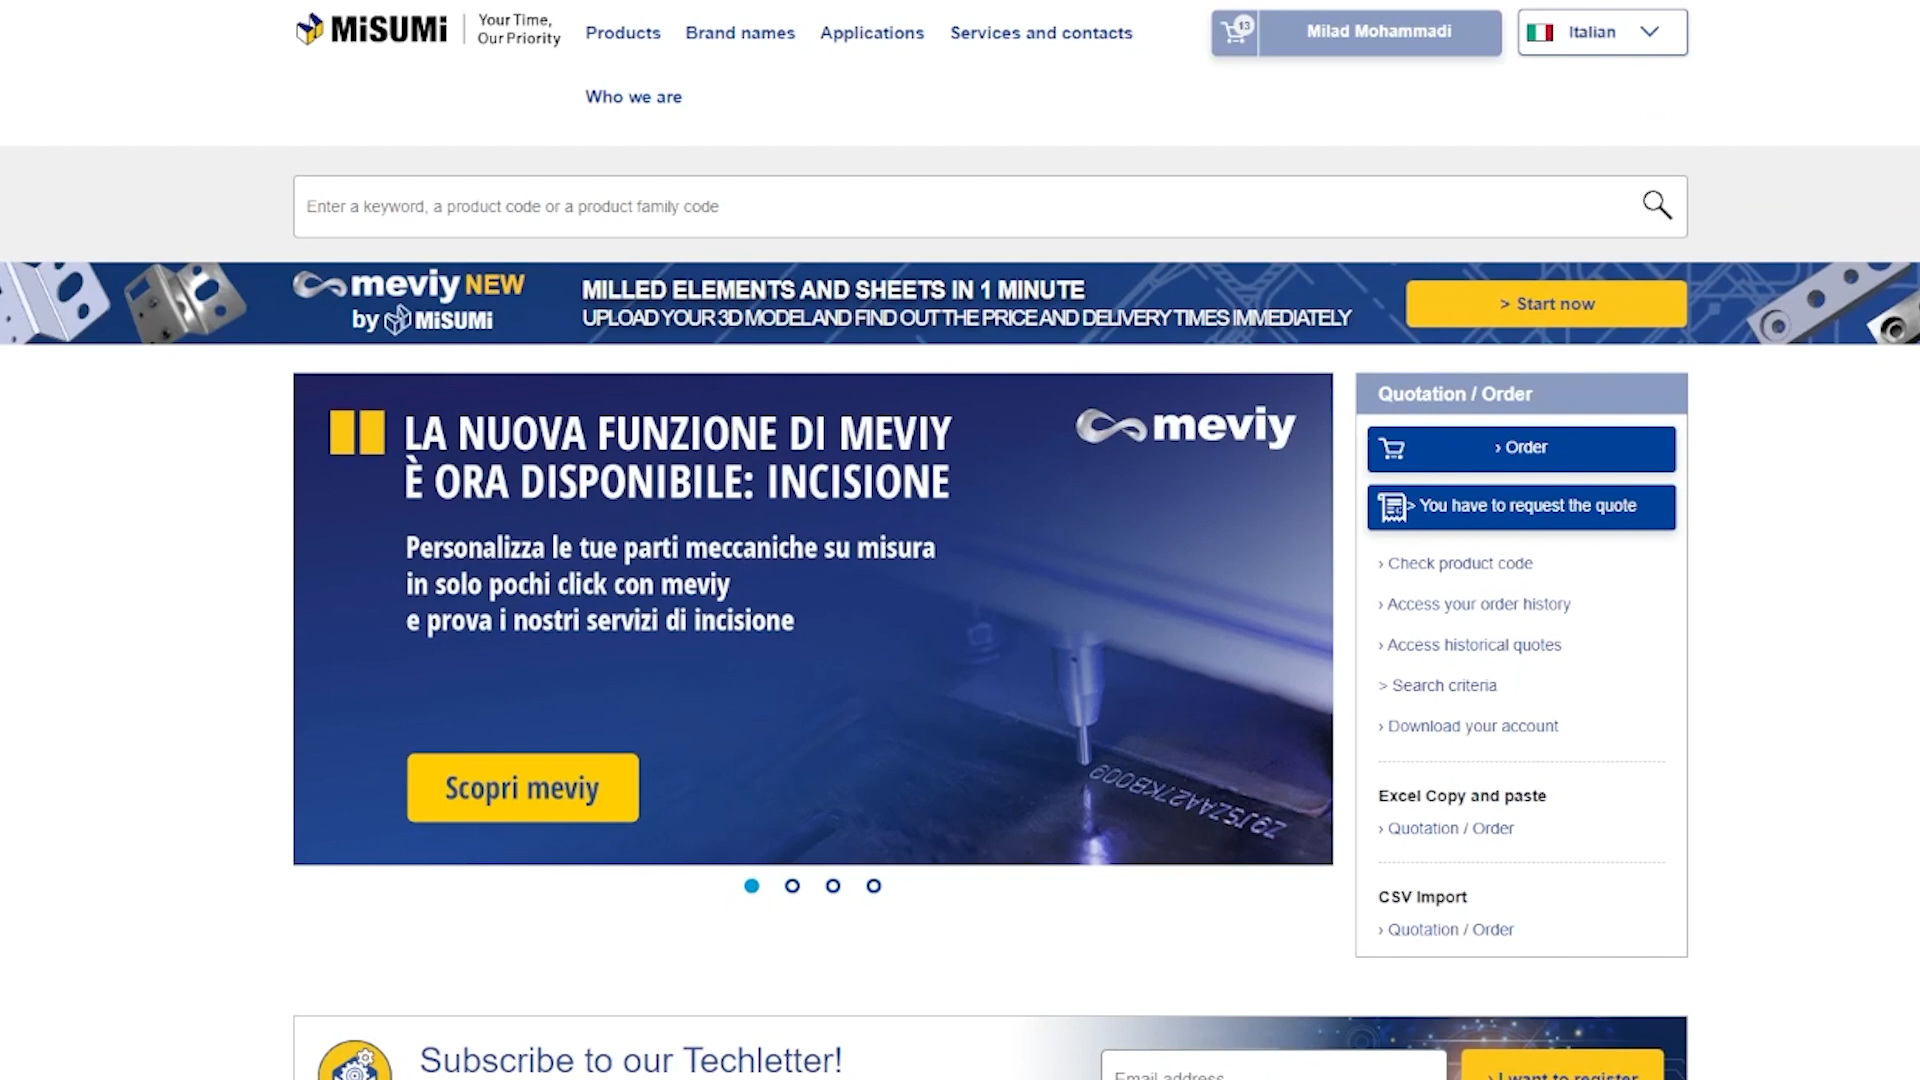 MiSUMi
Your Time,
Our Priority
Products
Brand names
Applications
Services and contacts
13
Milad Mohammadi
Italian
Who we are
Enter a keyword, a product code or a product family code
meviy NEW
by MiSUMi
MILLED ELEMENTS AND SHEETS IN 1 MINUTE
UPLOAD YOUR 3D MODEL AND FIND OUT THE PRICE AND DELIVERY TIMES IMMEDIATELY
> Start now
LA NUOVA FUNZIONE DI MEVIY
È ORA DISPONIBILE: INCISIONE
meviy
Personalizza le tue parti meccaniche su misura
in solo pochi click con meviy
e prova i nostri servizi di incisione
Scopri meviy
Z9JSZAA27KB009
Quotation / Order
› Order
> You have to request the quote
› Check product code
› Access your order history
› Access historical quotes
> Search criteria
› Download your account
Excel Copy and paste
› Quotation / Order
CSV Import
› Quotation / Order
Subscribe to our Techletter!
Email address
› I want to register